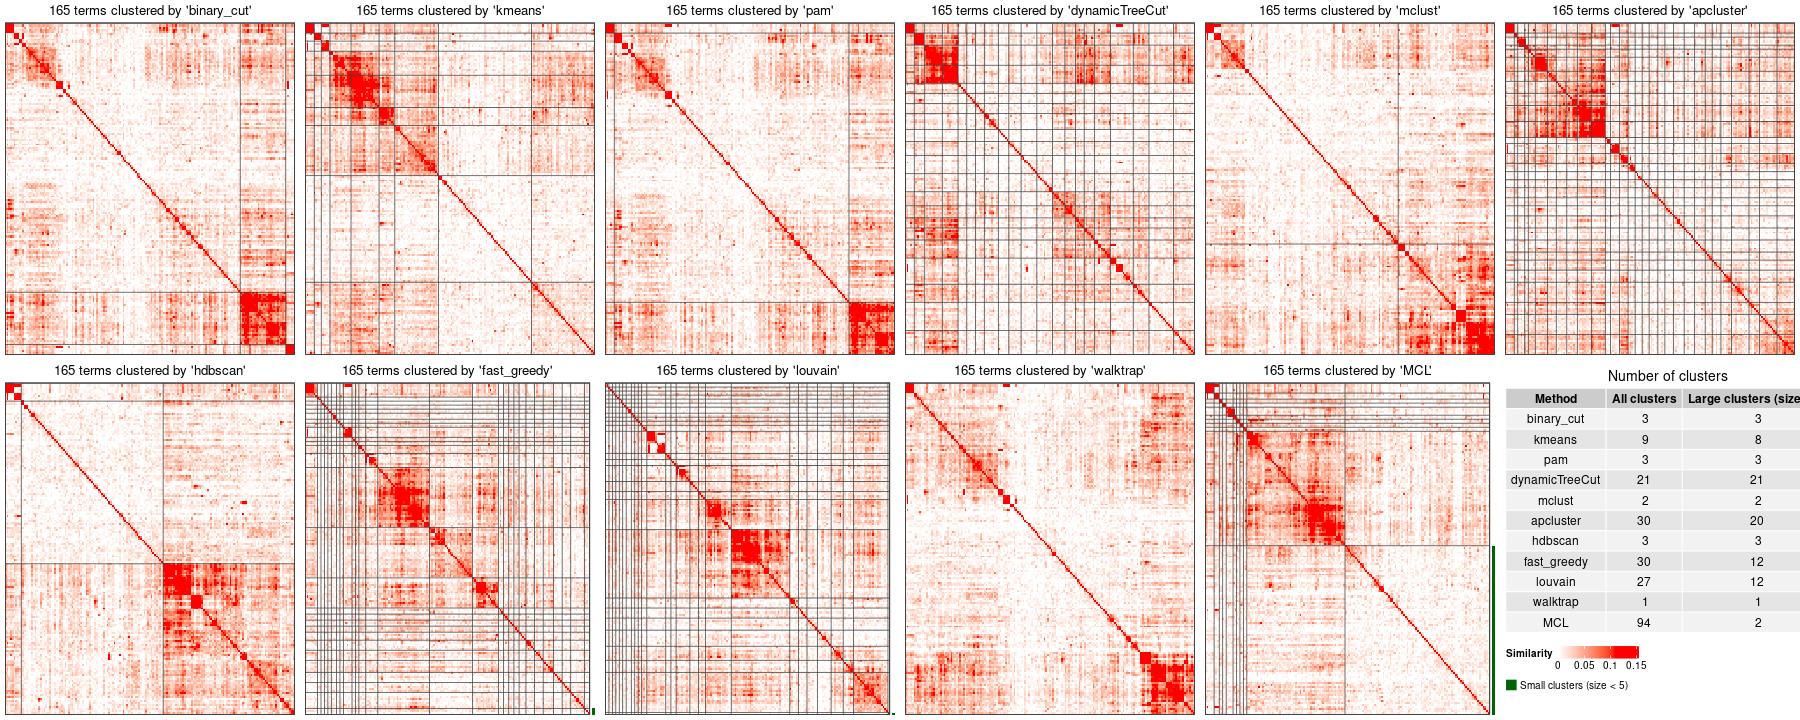 165 terms clustered by 'binary_cut'
165 terms clustered by 'kmeans'
165 terms clustered by 'pam'
165 terms clustered by 'dynamicTreeCut'
165 terms clustered by 'mclust'
165 terms clustered by 'apcluster'
165 terms clustered by 'hdbscan'
165 terms clustered by 'fast_greedy'
165 terms clustered by 'louvain'
165 terms clustered by 'walktrap'
165 terms clustered by 'MCL'
Number of clusters
Method All clusters Large clusters (size
binary_cut 3 3
kmeans 9 8
pam 3 3
dynamicTreeCut 21 21
mclust 2 2
apcluster 30 20
hdbscan 3 3
fast_greedy 30 12
louvain 27 12
walktrap 1 1
MCL 94 2
Similarity
0 0.05 0.1 0.15
Small clusters (size < 5)